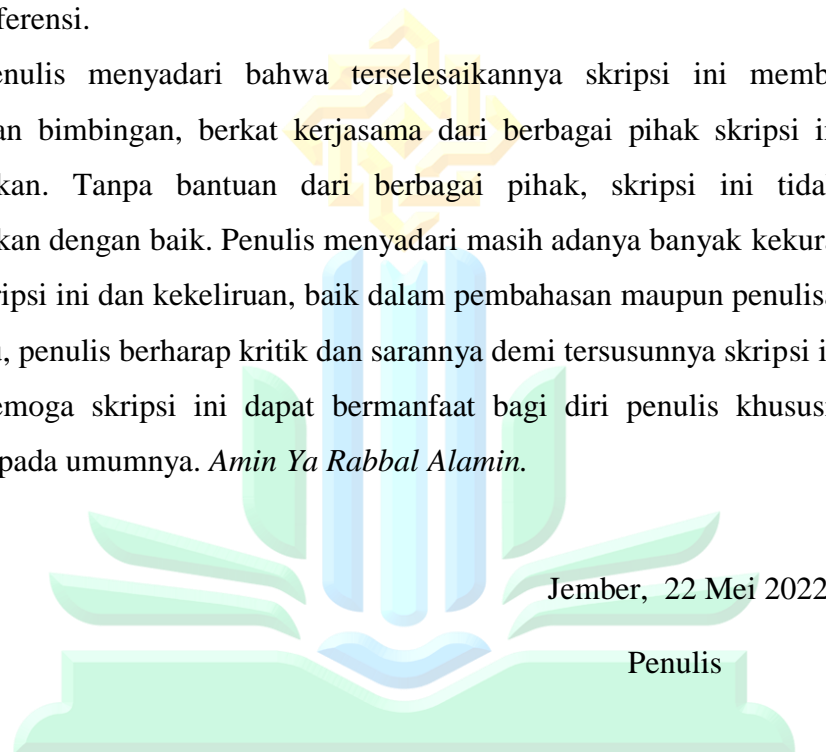 ferensi.
enulis menyadari bahwa terselesaikannya skripsi ini memb
an bimbingan, berkat kerjasama dari berbagai pihak skripsi i
kan. Tanpa bantuan dari berbagai pihak, skripsi ini tida
kan dengan baik. Penulis menyadari masih adanya banyak kekur
ripsi ini dan kekeliruan, baik dalam pembahasan maupun penulis
, penulis berharap kritik dan sarannya demi tersusunnya skripsi i
emoga skripsi ini dapat bermanfaat bagi diri penulis khusus
pada umumnya. Amin Ya Rabbal Alamin.
Jember, 22 Mei 2022
Penulis